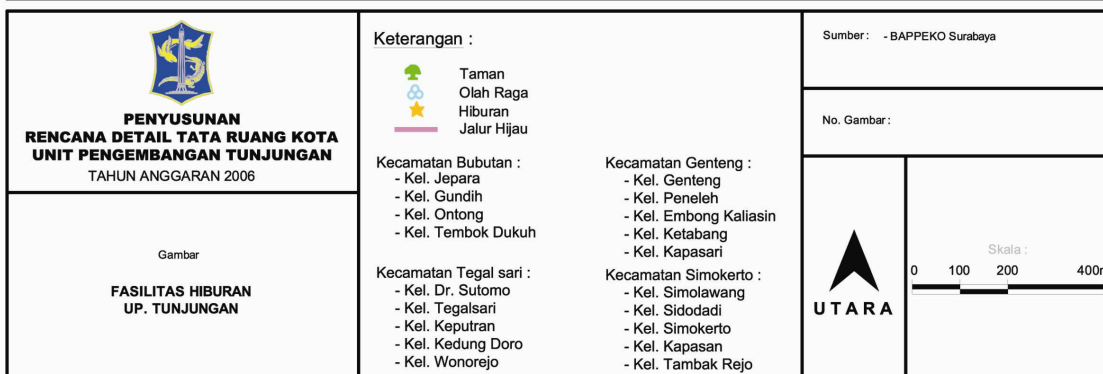 PENYUSUNAN
RENCANA DETAIL TATA RUANG KOTA
UNIT PENGEMBANGAN TUNJUNGAN
TAHUN ANGGARAN 2006
Gambar
FASILITAS HIBURAN
UP. TUNJUNGAN
Keterangan :
Taman
Olah Raga
Hiburan
Jalur Hijau
Kecamatan Bubutan :
- Kel. Jepara
- Kel. Gundih
- Kel. Ontong
- Kel. Tembok Dukuh
Kecamatan Tegal sari :
- Kel. Dr. Sutomo
- Kel. Tegalsari
- Kel. Keputran
- Kel. Kedung Doro
- Kel. Wonorejo
Kecamatan Genteng :
- Kel. Genteng
- Kel. Peneleh
- Kel. Embong Kaliasin
- Kel. Ketabang
- Kel. Kapasari
Kecamatan Simokerto :
- Kel. Simolawang
- Kel. Sidodadi
- Kel. Simokerto
- Kel. Kapasan
- Kel. Tambak Rejo
Sumber : - BAPPEKO Surabaya
No. Gambar :
UTARA
Skala :
0 100 200 400m